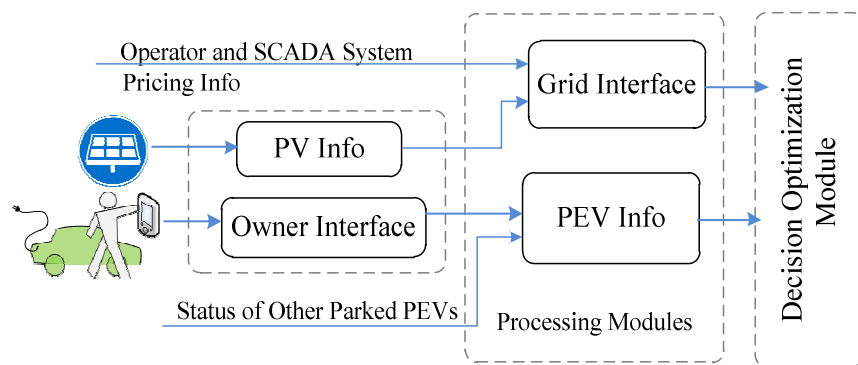 Operator and SCADA System
Pricing Info
Grid Interface
PV Info
Owner Interface
PEV Info
Status of Other Parked PEVs
Processing Modules
Decision Optimization
Module